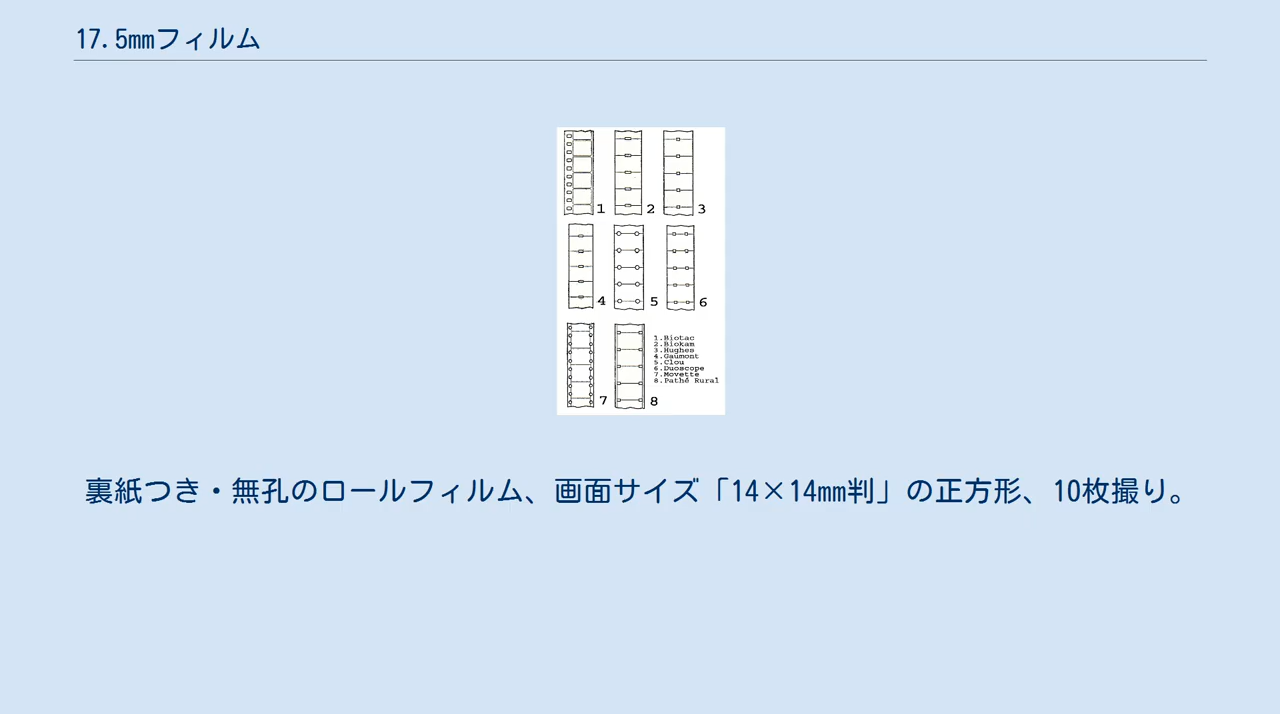 17.5mmフィルム
1
2
3
4
5
6
1.Biotac
2.Biokam
3.Hughes
4.Gaumont
5.Clou
6.Duoscope
7.Movette
8.Pathé Rural
7
8
裏紙つき・無孔のロールフィルム、画面サイズ「14×14mm判」の正方形、10枚撮り。